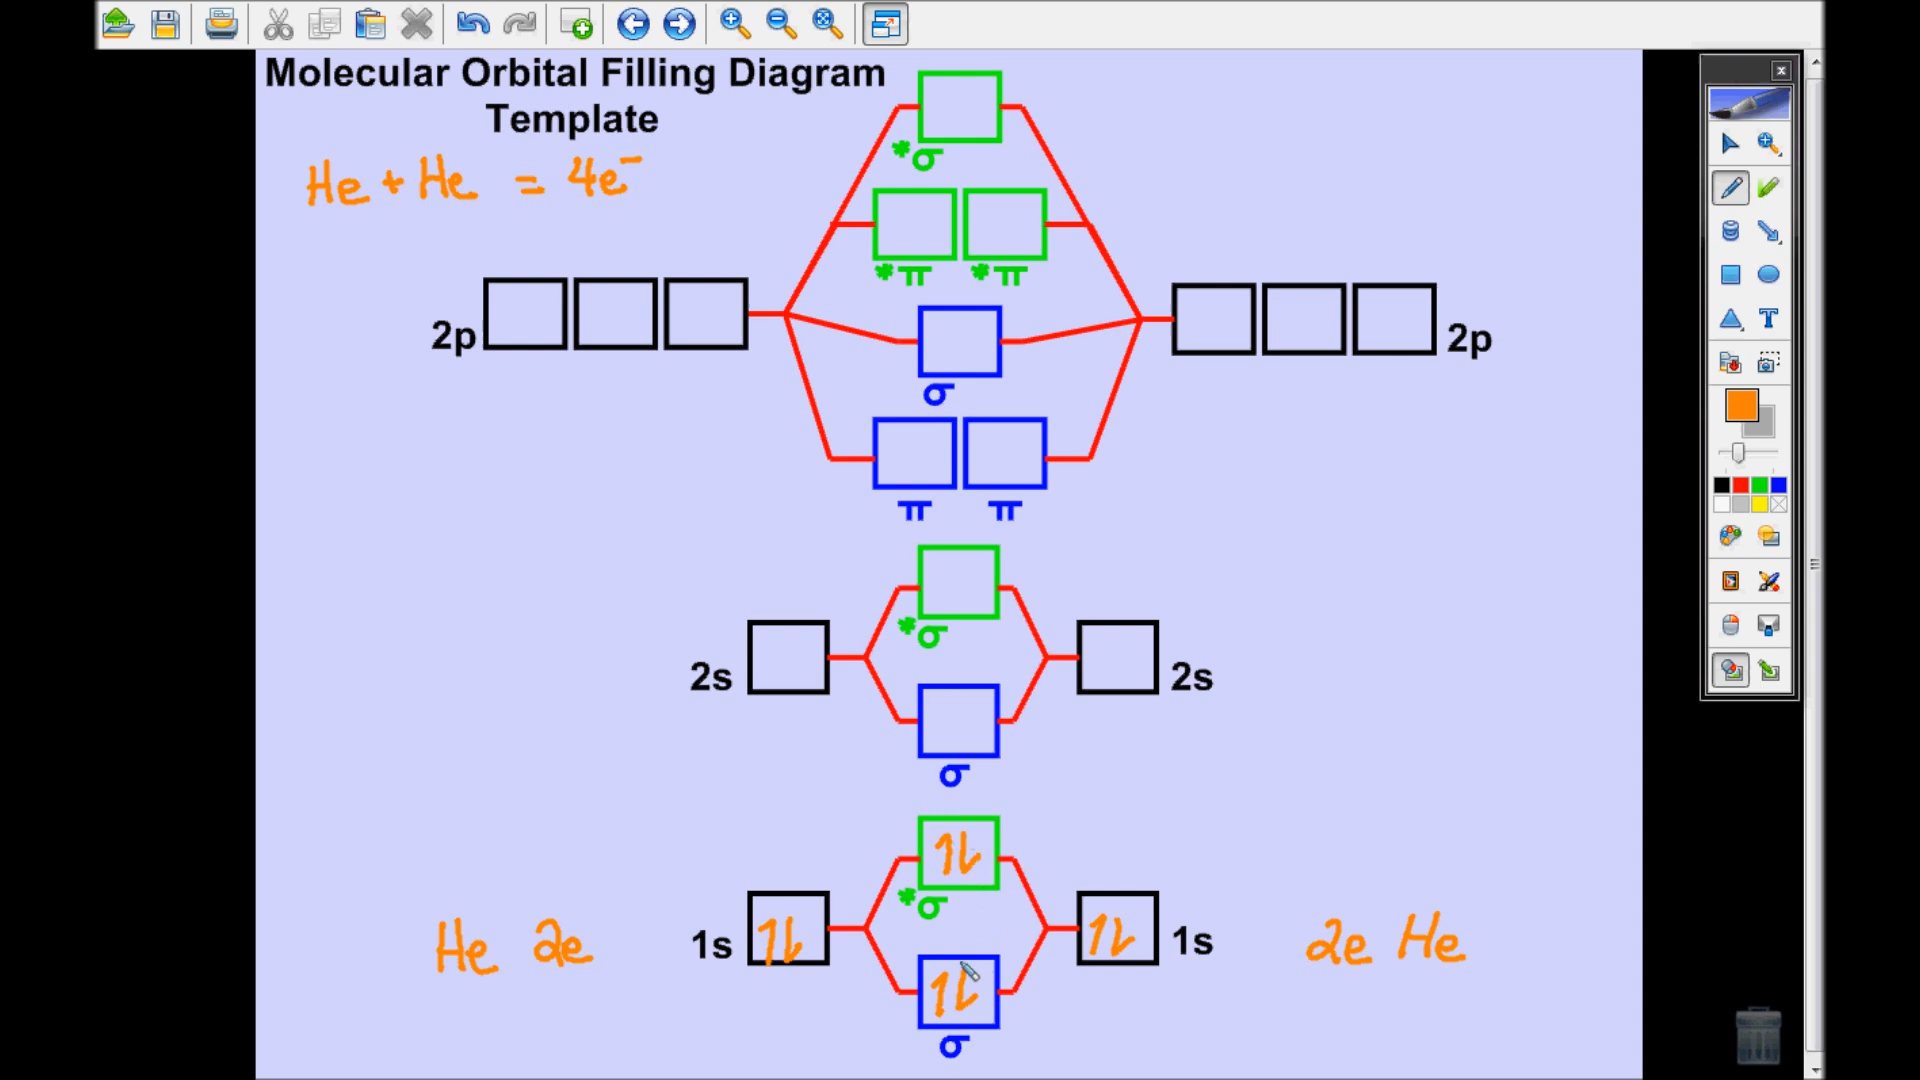 Molecular Orbital Filling Diagram
Template
He + He = 4e⁻
*σ
*π *π
2p 2p
σ
π π
*σ
2s 2s
σ
*σ
He 2e 1s 1s 2e He
σ